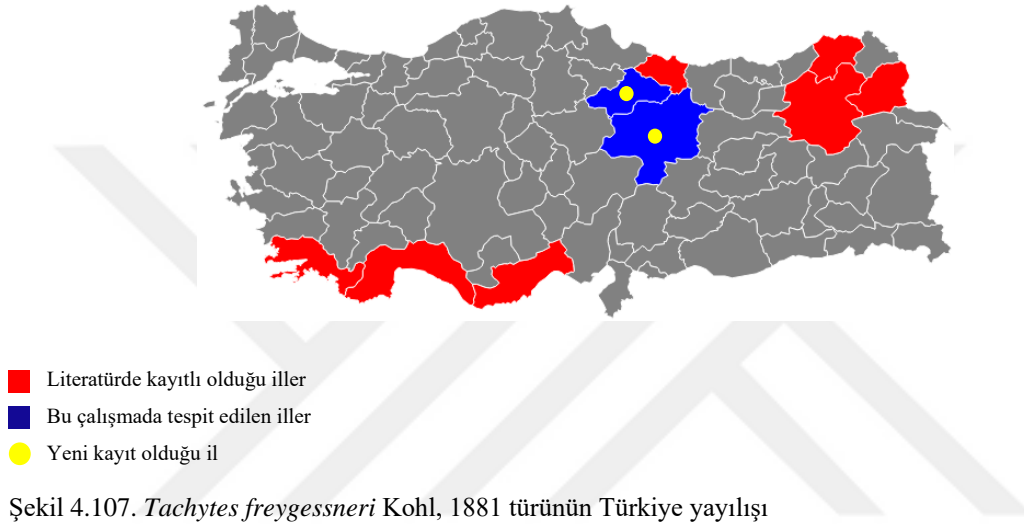 Literatürde kayıtlı olduğu iller
Bu çalışmada tespit edilen iller
Yeni kayıt olduğu il
Şekil 4.107. Tachytes freygessneri Kohl, 1881 türünün Türkiye yayılışı